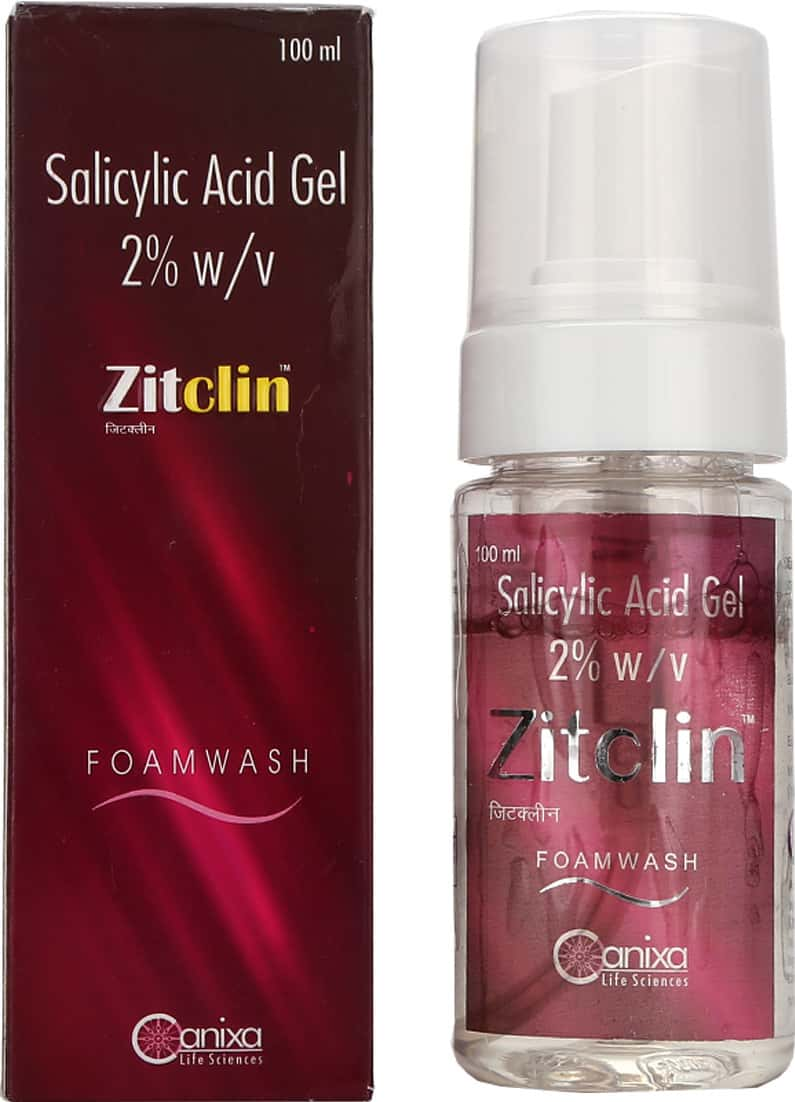 100 ml
Salicylic Acid Gel
2% w/v
Zitclin™
जिटक्लीन
FOAMWASH
Canixa
Life Sciences
100 ml
Salicylic Acid Gel
2% w/v
Zitclin™
जिटक्लीन
FOAMWASH
Canixa
Life Sciences